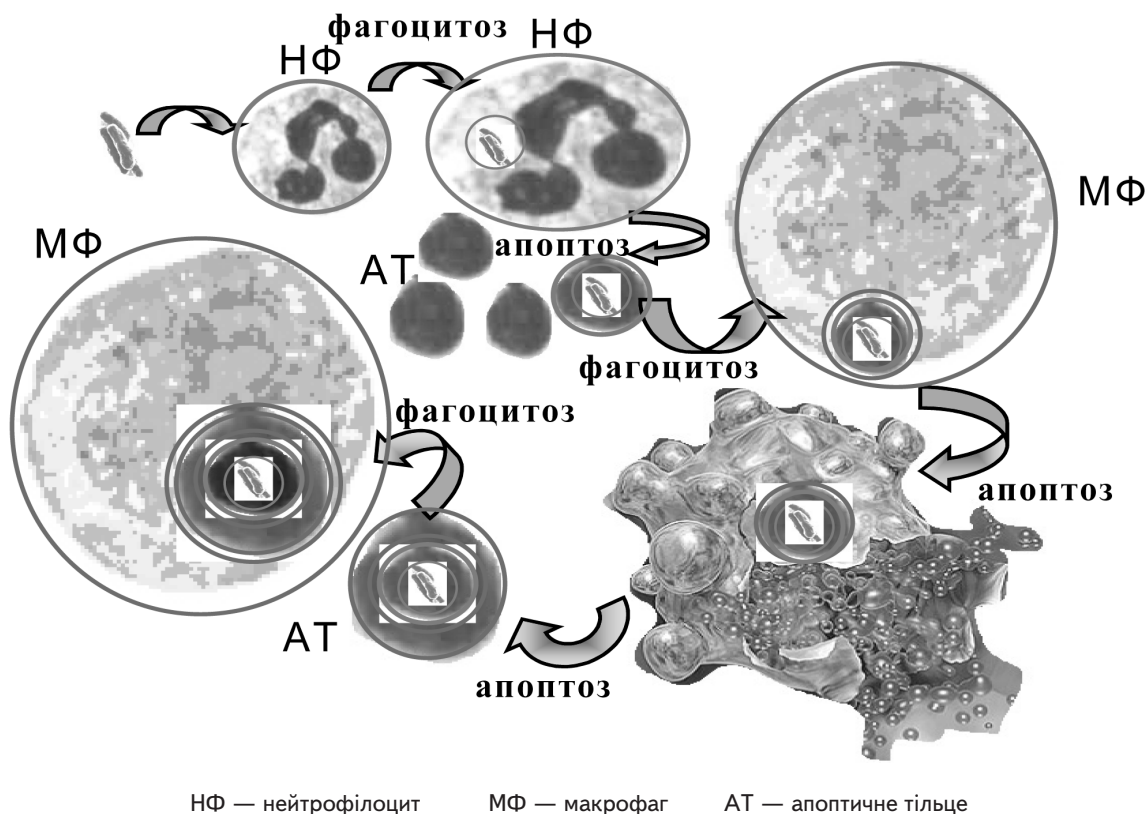 фагоцитоз
НФ
НФ
МФ
МФ
апоптоз
АТ
фагоцитоз
фагоцитоз
апоптоз
АТ
апоптоз
НФ — нейтрофілоцит МФ — макрофаг АТ — апоптичне тільце